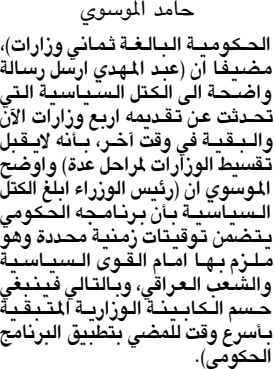 حامد الموسوي
الحكومية البالغة ثماني وزارات)،
مضيفا ان (عبد المهدي ارسل رسالة
واضحة الى الكتل السياسية التي
تحدثت عن تقديمه اربع وزارات الآن
والبقية في وقت آخر، بأنه لايقبل
تقسيط الوزارات لمراحل عدة) واوضح
الموسوي ان (رئيس الوزراء ابلغ الكتل
السياسية بأن برنامجه الحكومي
يتضمن توقيتات زمنية محددة وهو
ملزم بها امام القوى السياسية
والشعب العراقي، وبالتالي فينبغي
حسم الكابينة الوزارية المتبقية
بأسرع وقت للمضي بتطبيق البرنامج
الحكومي).